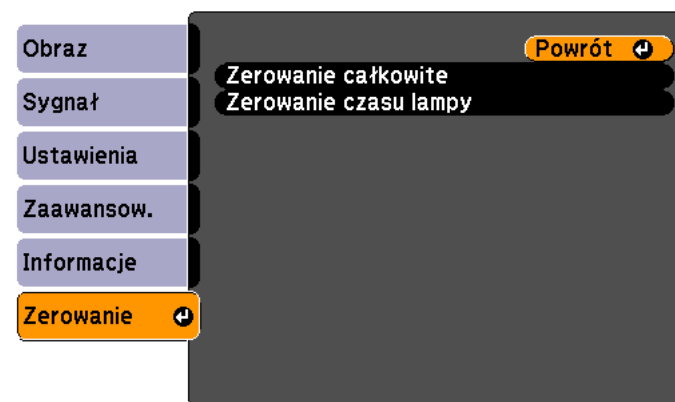 Obraz
Sygnał
Ustawienia
Zaawansow.
Informacje
Zerowanie
Powrót
Zerowanie całkowite
Zerowanie czasu lampy